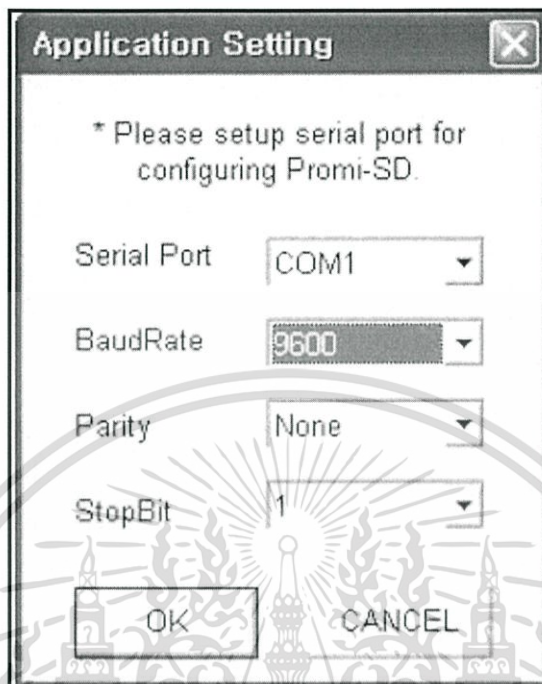 Application Setting
* Please setup serial port for
configuring Promi-SD.
Serial Port COM1
BaudRate 9600
Parity None
StopBit 1
OK CANCEL